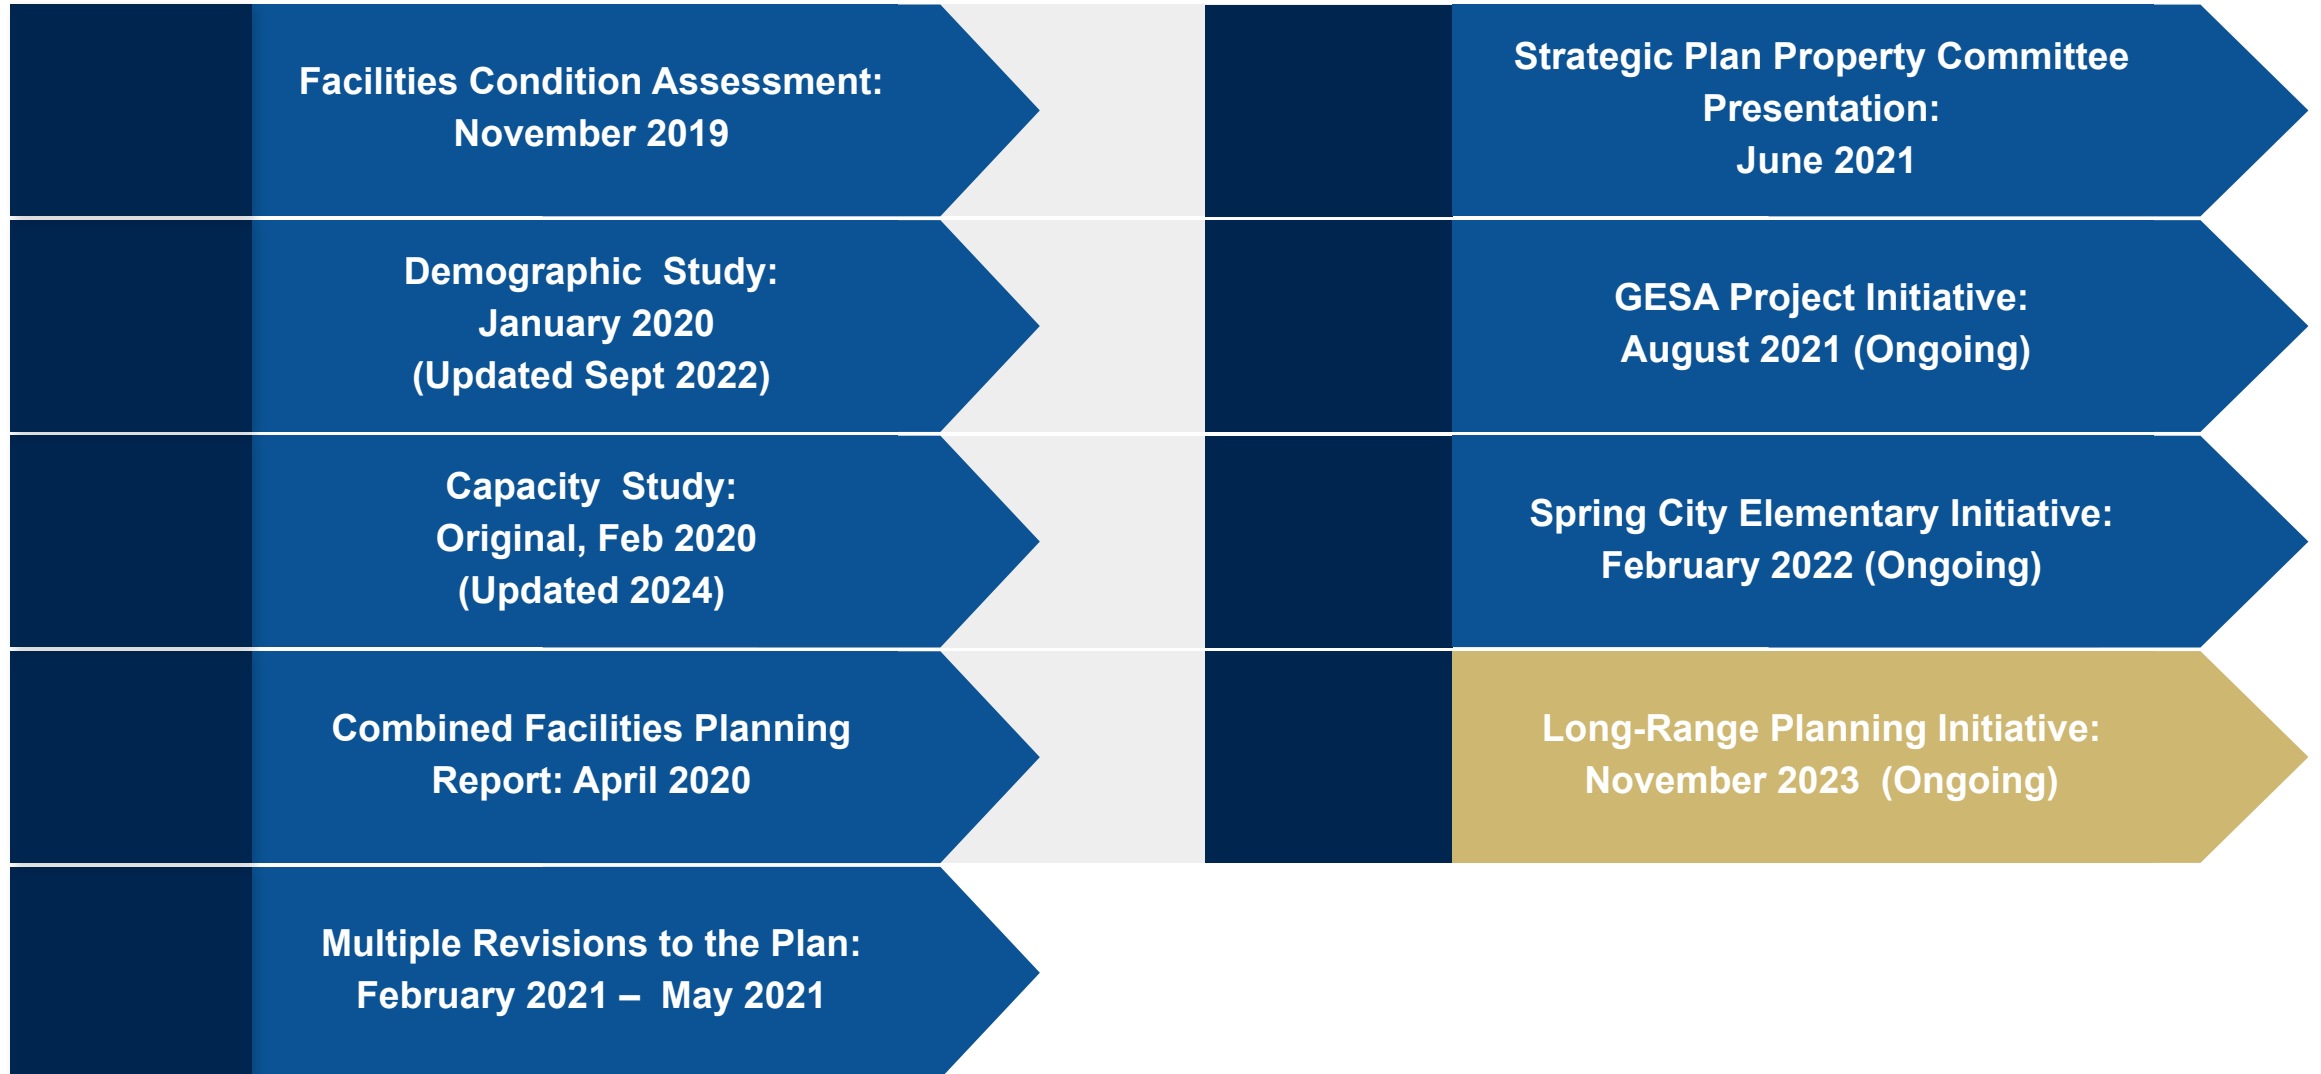 Facilities Condition Assessment:
November 2019
Demographic  Study:
January 2020
(Updated Sept 2022)
Capacity  Study:
Original, Feb 2020
(Updated 2024)
Combined Facilities Planning
Report: April 2020
Multiple Revisions to the Plan:
February 2021 –  May 2021
Strategic Plan Property Committee
Presentation:
June 2021
GESA Project Initiative:
August 2021 (Ongoing)
Spring City Elementary Initiative:
February 2022 (Ongoing)
Long-Range Planning Initiative:
November 2023  (Ongoing)